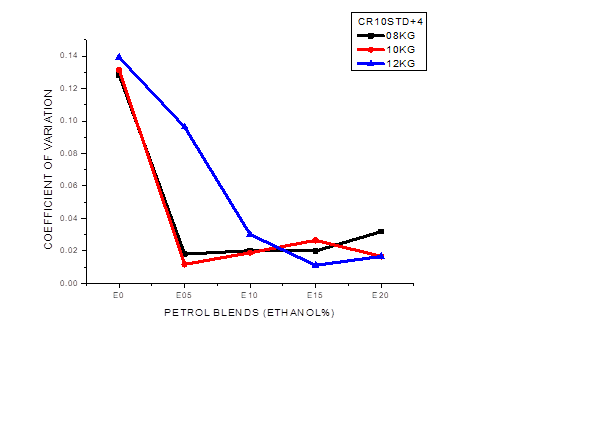 CR10STD+4
08KG
10KG
12KG
0.14
0.12
0.10
0.08
0.06
0.04
0.02
0.00
COEFFICIENT OF VARIATION
E0 E05 E10 E15 E20
PETROL BLENDS (ETHANOL%)